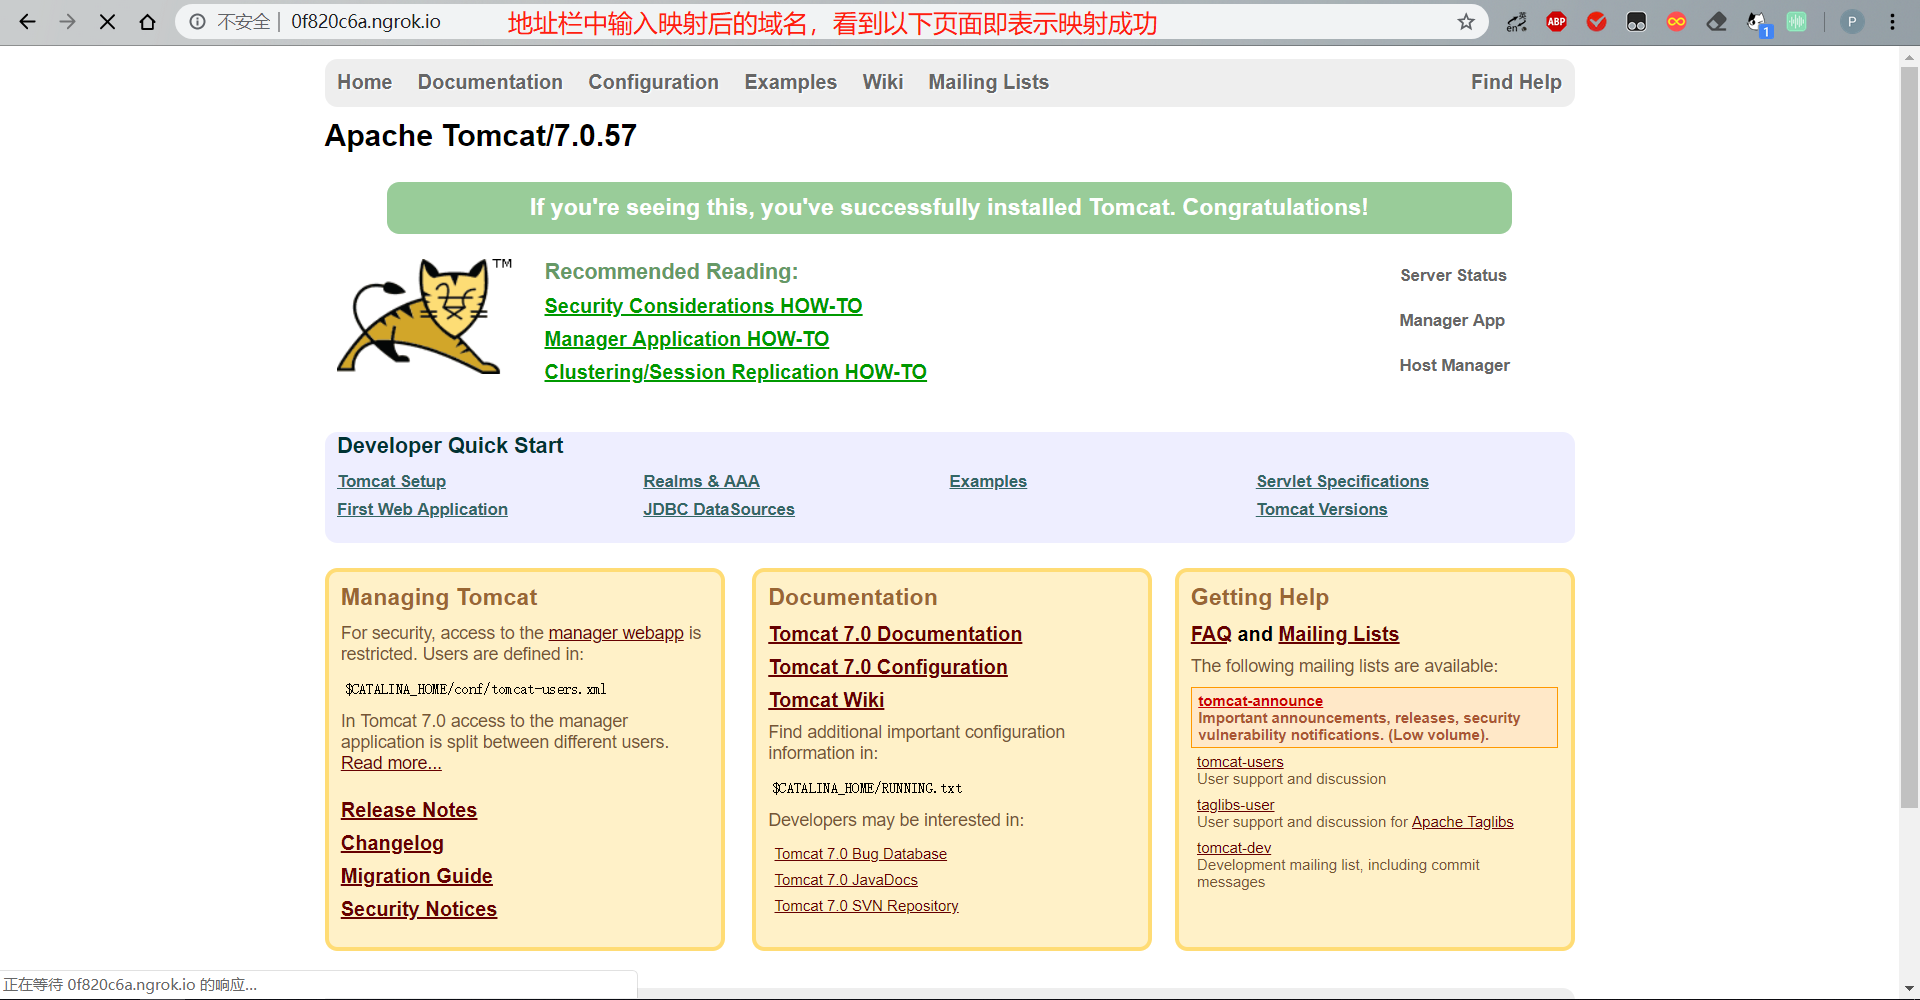 不安全 0f820c6a.ngrok.io 地址栏中输入映射后的域名，看到以下页面即表示映射成功
英 en ABP 1 P
Home Documentation Configuration Examples Wiki Mailing Lists Find Help
Apache Tomcat/7.0.57
If you're seeing this, you've successfully installed Tomcat. Congratulations!
TM
Recommended Reading:
Security Considerations HOW-TO
Manager Application HOW-TO
Clustering/Session Replication HOW-TO
Server Status
Manager App
Host Manager
Developer Quick Start
Tomcat Setup
First Web Application
Realms & AAA
JDBC DataSources
Examples
Servlet Specifications
Tomcat Versions
Managing Tomcat
For security, access to the manager webapp is
restricted. Users are defined in:
$CATALINA_HOME/conf/tomcat-users.xml
In Tomcat 7.0 access to the manager
application is split between different users.
Read more...
Release Notes
Changelog
Migration Guide
Security Notices
Documentation
Tomcat 7.0 Documentation
Tomcat 7.0 Configuration
Tomcat Wiki
Find additional important configuration
information in:
$CATALINA_HOME/RUNNING.txt
Developers may be interested in:
Tomcat 7.0 Bug Database
Tomcat 7.0 JavaDocs
Tomcat 7.0 SVN Repository
Getting Help
FAQ and Mailing Lists
The following mailing lists are available:
tomcat-announce
Important announcements, releases, security
vulnerability notifications. (Low volume).
tomcat-users
User support and discussion
taglibs-user
User support and discussion for Apache Taglibs
tomcat-dev
Development mailing list, including commit
messages
正在等待 0f820c6a.ngrok.io 的响应...